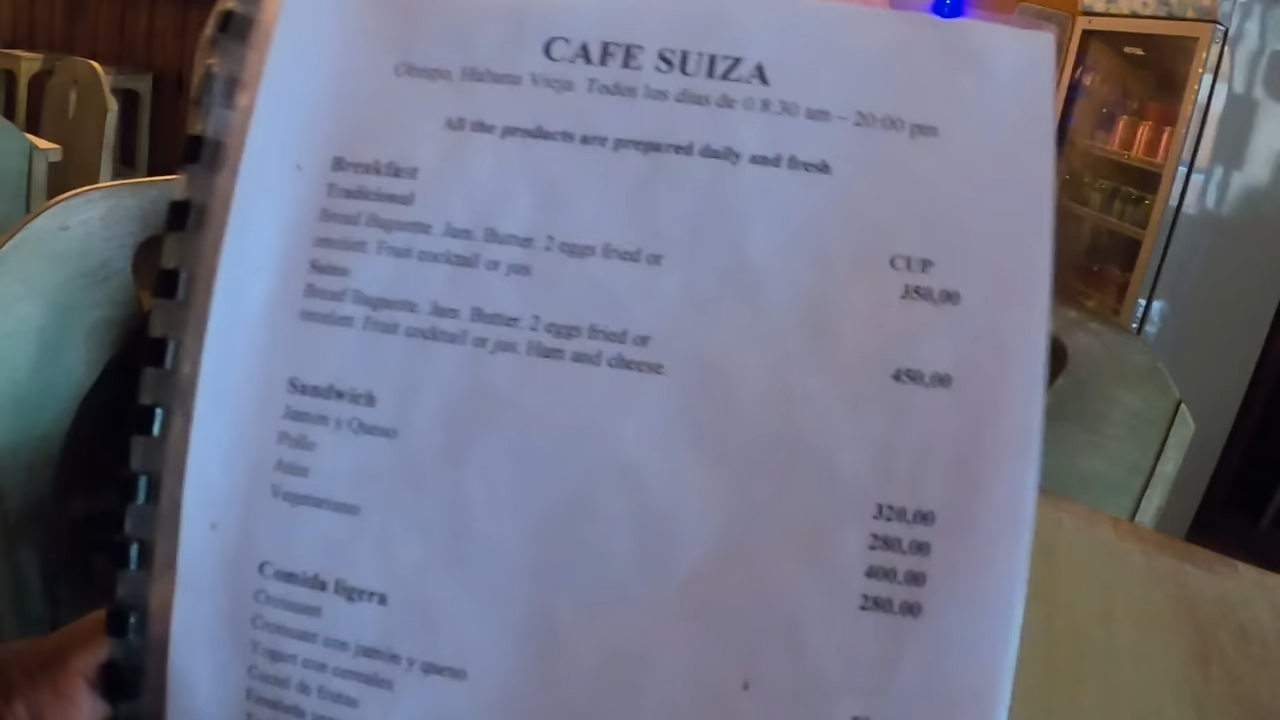 CAFE SUIZA
Obispo, Habana Vieja. Todos los dias de 0 8:30 am – 20:00 pm
All the products are prepared daily and fresh
Breakfast
Tradicional
CUP
Bread Baguette. Jam. Butter. 2 eggs fried or
omelet. Fruit cocktail or jus. 350,00
Suizo
Bread Baguette. Jam. Butter. 2 eggs fried or
omelet. Fruit cocktail or jus. Ham and cheese. 450,00
Sandwich
Jamon y Queso 320,00
Pollo 280,00
Atún 400,00
Vegetariano 280,00
Comida ligera
Croissant
Croissant con jamón y queso
Yogurt con cereales
Coctel de frutas
Ensalada